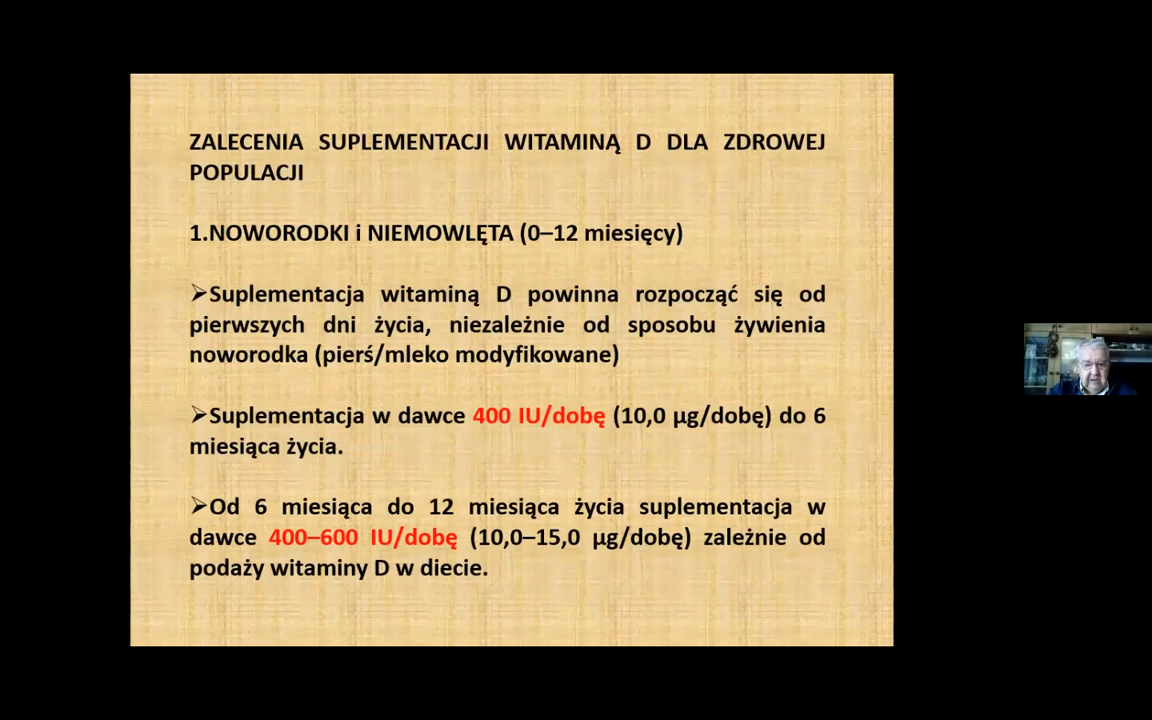 ZALECENIA SUPLEMENTACJI WITAMINĄ D DLA ZDROWEJ
POPULACJI
1.NOWORODKI i NIEMOWLĘTA (0–12 miesięcy)
➢Suplementacja witaminą D powinna rozpocząć się od
pierwszych dni życia, niezależnie od sposobu żywienia
noworodka (pierś/mleko modyfikowane)
➢Suplementacja w dawce 400 IU/dobę (10,0 µg/dobę) do 6
miesiąca życia.
➢Od 6 miesiąca do 12 miesiąca życia suplementacja w
dawce 400–600 IU/dobę (10,0–15,0 µg/dobę) zależnie od
podaży witaminy D w diecie.